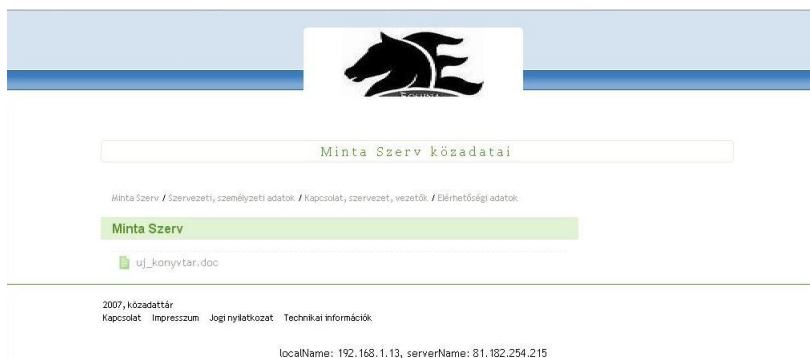 Minta Szerv közadatai
Minta Szerv / Szervezeti, személyzeti adatok / Kapcsolat, szervezet, vezetők / Elérhetőségi adatok
Minta Szerv
uj_konyvtar.doc
2007, közadattár
Kapcsolat Impresszum Jogi nyilatkozat Technikai információk
localName: 192.168.1.13, serverName: 81.182.254.215